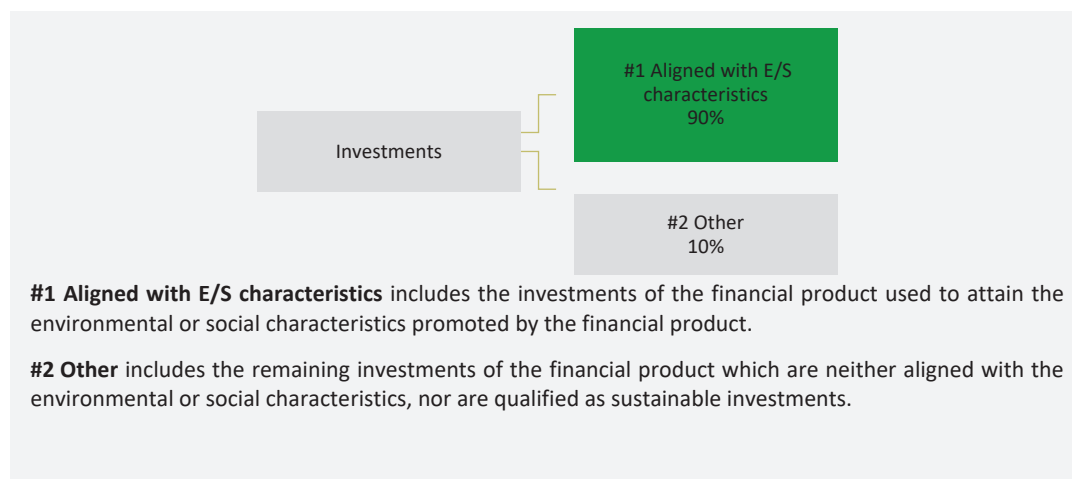 #1 Aligned with E/S
characteristics
90%
Investments
#2 Other
10%
#1 Aligned with E/S characteristics includes the investments of the financial product used to attain the
environmental or social characteristics promoted by the financial product.
#2 Other includes the remaining investments of the financial product which are neither aligned with the
environmental or social characteristics, nor are qualified as sustainable investments.